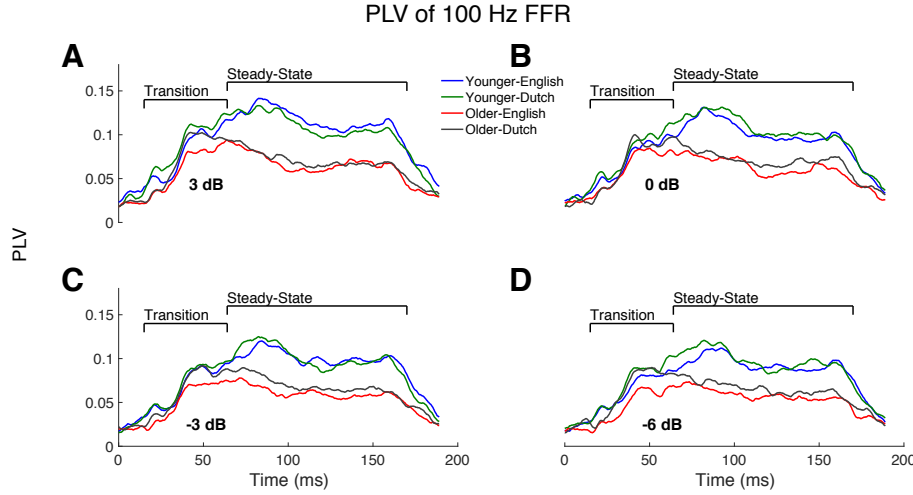 PLV of 100 Hz FFR
A
B
Transition
Steady-State
Younger-English
Younger-Dutch
Older-English
Older-Dutch
Transition
Steady-State
0.15
0.1
0.05
0
3 dB
0 dB
PLV
C
D
Transition
Steady-State
Transition
Steady-State
0.15
0.1
0.05
0
-3 dB
-6 dB
0 50 100 150 200
0 50 100 150 200
Time (ms)
Time (ms)